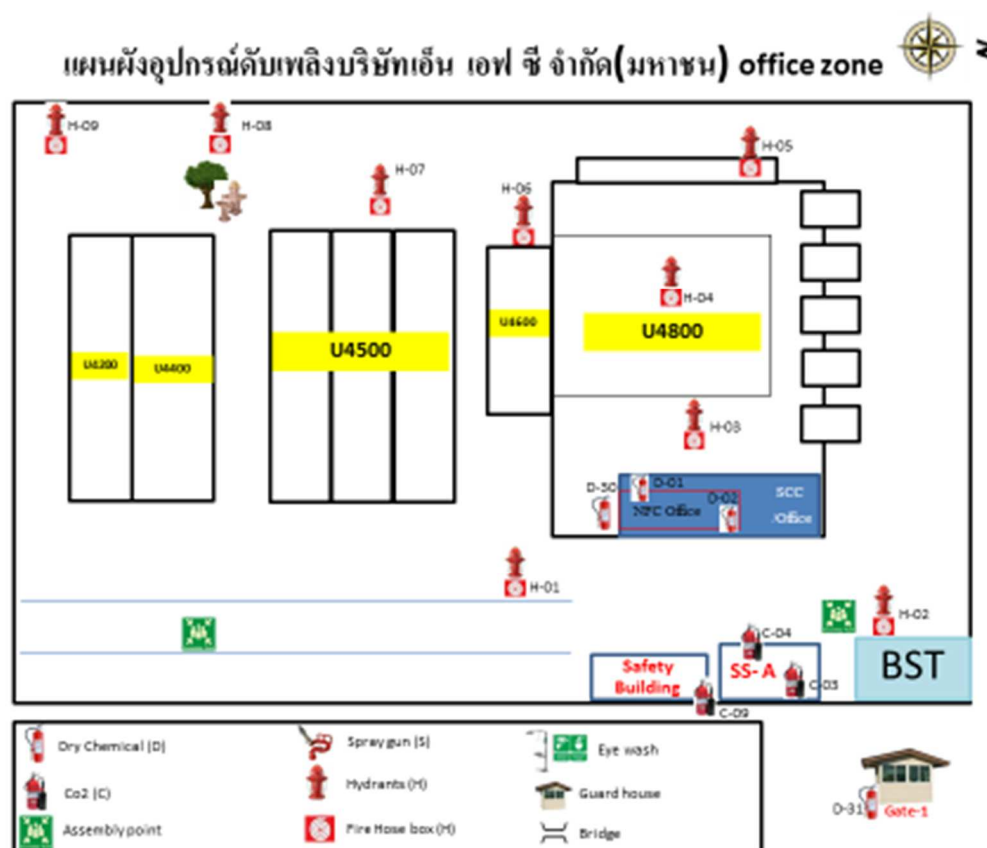 แผนผังอุปกรณ์ดับเพลิงบริษัทเอ็น เอฟ ซี จำกัด(มหาชน) office zone
N
H-09
H-08
H-07
H-06
H-05
H-04
U4600
U4800
U4500
U4200
U4400
H-03
D-30
D-01
D-02
NFC Office
SCC
/Office
H-01
H-02
C-04
C-03
C-09
Safety
Building
SS- A
BST
Dry Chemical (D)
Spray gun (S)
Eye wash
Co2 (C)
Hydrants (H)
Guard house
Assembly point
Fire Hose box (H)
Bridge
D-31
Gate-1